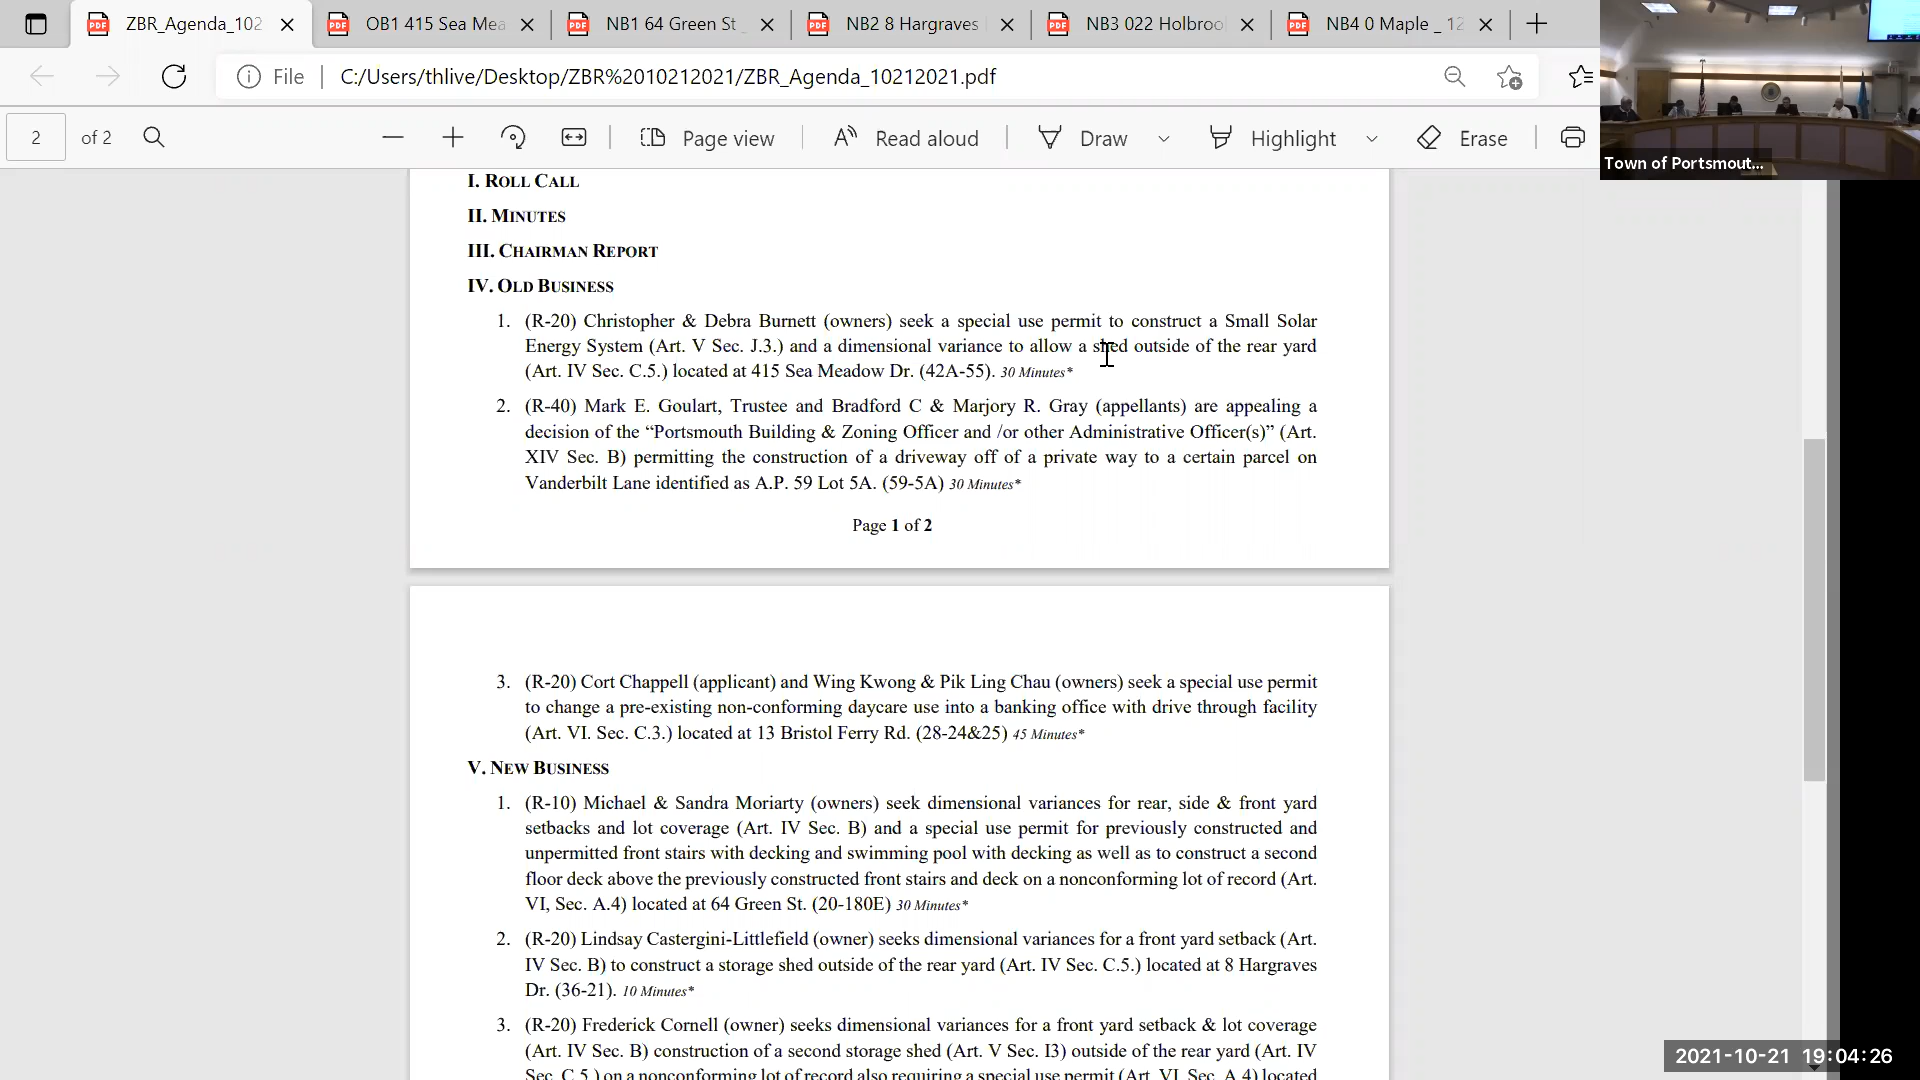 ZBR_Agenda_102
OB1 415 Sea Mea
NB1 64 Green St _
NB2 8 Hargraves
NB3 022 Holbroo
NB4 0 Maple _ 12
File
C:/Users/thlive/Desktop/ZBR%2010212021/ZBR_Agenda_10212021.pdf
2 of 2
Page view
Read aloud
Draw
Highlight
Erase
Town of Portsmout...
I. ROLL CALL
II. MINUTES
III. CHAIRMAN REPORT
IV. OLD BUSINESS
1. (R-20) Christopher & Debra Burnett (owners) seek a special use permit to construct a Small Solar
Energy System (Art. V Sec. J.3.) and a dimensional variance to allow a shed outside of the rear yard
(Art. IV Sec. C.5.) located at 415 Sea Meadow Dr. (42A-55). 30 Minutes*
2. (R-40) Mark E. Goulart, Trustee and Bradford C & Marjory R. Gray (appellants) are appealing a
decision of the “Portsmouth Building & Zoning Officer and /or other Administrative Officer(s)” (Art.
XIV Sec. B) permitting the construction of a driveway off of a private way to a certain parcel on
Vanderbilt Lane identified as A.P. 59 Lot 5A. (59-5A) 30 Minutes*
Page 1 of 2
3. (R-20) Cort Chappell (applicant) and Wing Kwong & Pik Ling Chau (owners) seek a special use permit
to change a pre-existing non-conforming daycare use into a banking office with drive through facility
(Art. VI. Sec. C.3.) located at 13 Bristol Ferry Rd. (28-24&25) 45 Minutes*
V. NEW BUSINESS
1. (R-10) Michael & Sandra Moriarty (owners) seek dimensional variances for rear, side & front yard
setbacks and lot coverage (Art. IV Sec. B) and a special use permit for previously constructed and
unpermitted front stairs with decking and swimming pool with decking as well as to construct a second
floor deck above the previously constructed front stairs and deck on a nonconforming lot of record (Art.
VI, Sec. A.4) located at 64 Green St. (20-180E) 30 Minutes*
2. (R-20) Lindsay Castergini-Littlefield (owner) seeks dimensional variances for a front yard setback (Art.
IV Sec. B) to construct a storage shed outside of the rear yard (Art. IV Sec. C.5.) located at 8 Hargraves
Dr. (36-21). 10 Minutes*
3. (R-20) Frederick Cornell (owner) seeks dimensional variances for a front yard setback & lot coverage
(Art. IV Sec. B) construction of a second storage shed (Art. V Sec. I3) outside of the rear yard (Art. IV
Sec. C.5.) on a nonconforming lot of record also requiring a special use permit (Art. VI, Sec. A.4) located
2021-10-21 19:04:26